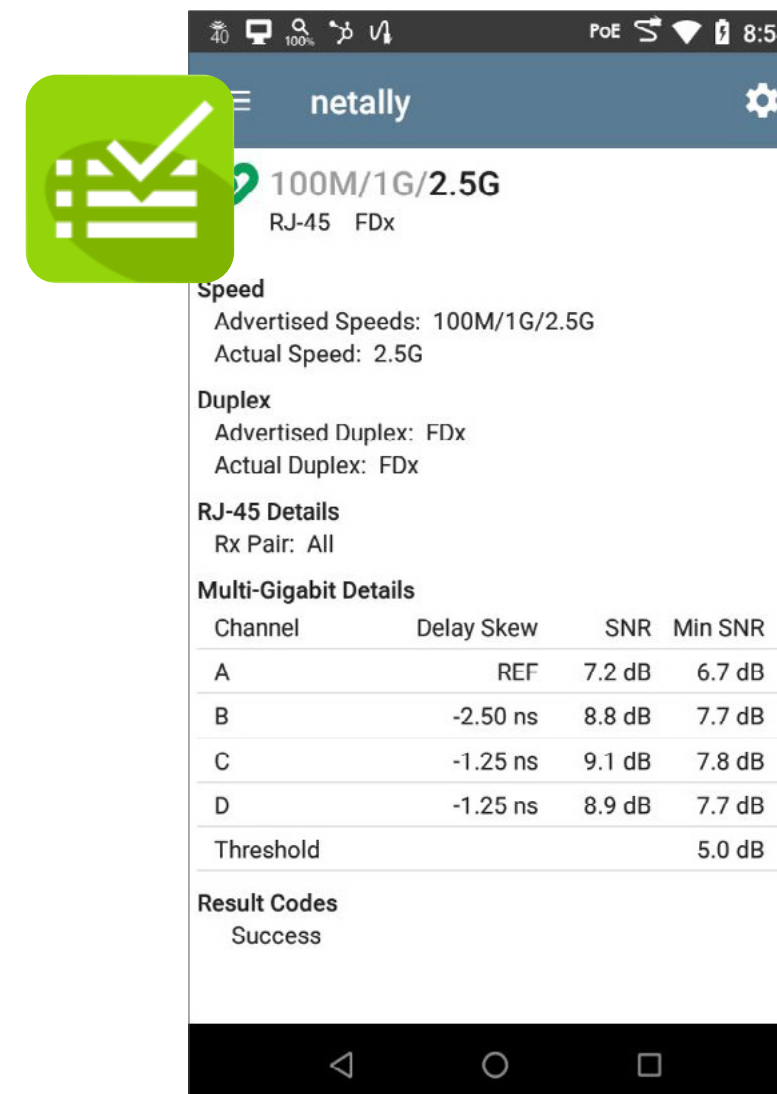 40 100% PoE 8:5
netally
100M/1G/2.5G
RJ-45 FDx
Speed
Advertised Speeds: 100M/1G/2.5G
Actual Speed: 2.5G
Duplex
Advertised Duplex: FDx
Actual Duplex: FDx
RJ-45 Details
Rx Pair: All
Multi-Gigabit Details
Channel Delay Skew SNR Min SNR
A REF 7.2 dB 6.7 dB
B -2.50 ns 8.8 dB 7.7 dB
C -1.25 ns 9.1 dB 7.8 dB
D -1.25 ns 8.9 dB 7.7 dB
Threshold 5.0 dB
Result Codes
Success